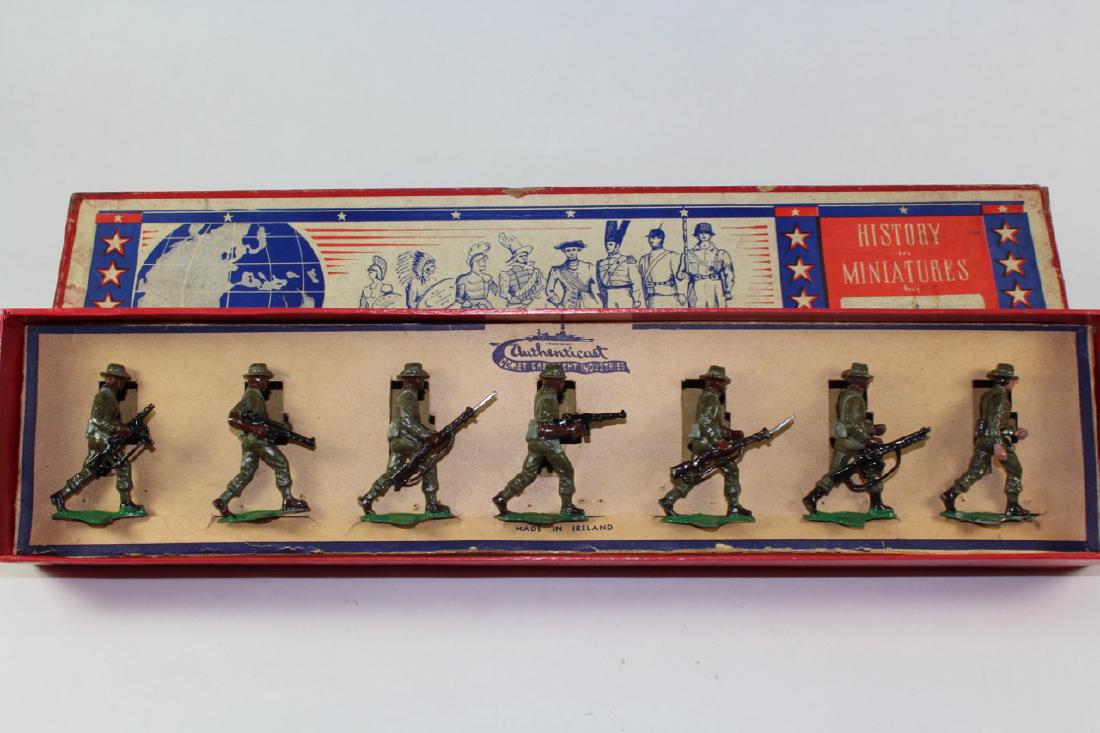 HISTORY
in
MINIATURES
by
Authenticast
COMET INDUSTRIES
MADE IN IRELAND